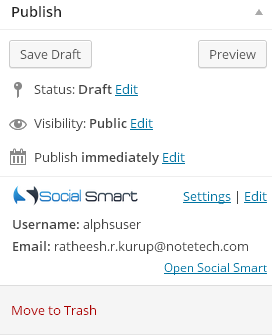 Publish
Save Draft Preview
Status: Draft Edit
Visibility: Public Edit
Publish immediately Edit
Social Smart Settings | Edit
Username: alphsuser
Email: ratheesh.r.kurup@notetech.com
Open Social Smart
Move to Trash